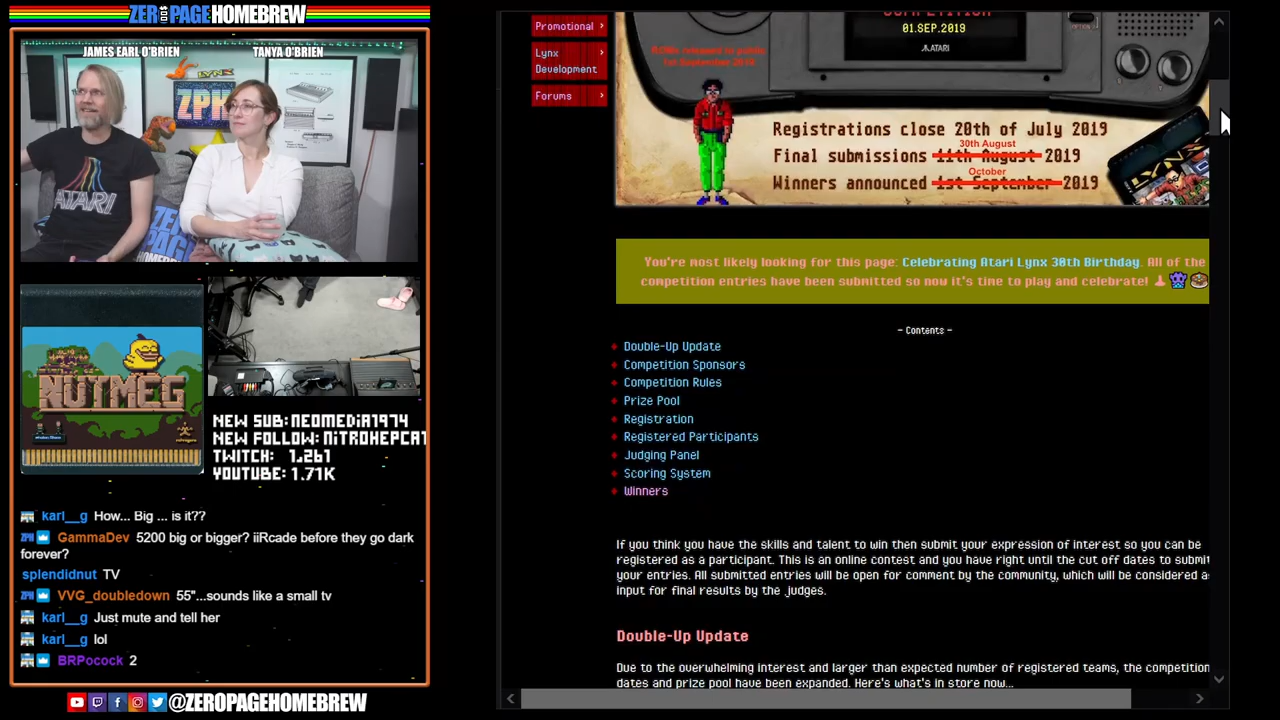 ZERO PAGE HOMEBREW
JAMES EARL O'BRIEN
TANYA O'BRIEN
LYNX
ZPH
ATARI
NUTMEG
NEW SUB: NEOMEDIA1974
NEW FOLLOW: NITROHEPCAT
TWITCH: 1.261
YOUTUBE: 1.71K
karl__g How... Big ... is it??
GammaDev 5200 big or bigger? iiRcade before they go dark
forever?
splendidnut TV
VVG_doubledown 55"...sounds like a small tv
karl__g Just mute and tell her
karl__g lol
BRPocock 2
@ZEROPAGEHOMEBREW
Promotional
Lynx
Development
Forums
COMPETITION
01.SEP.2019
ATARI
ROMs released to public
1st September 2019
Registrations close 20th of July 2019
30th August
Final submissions 11th August 2019
October
Winners announced 1st September 2019
You're most likely looking for this page: Celebrating Atari Lynx 30th Birthday. All of the
competition entries have been submitted so now it's time to play and celebrate!
- Contents -
Double-Up Update
Competition Sponsors
Competition Rules
Prize Pool
Registration
Registered Participants
Judging Panel
Scoring System
Winners
If you think you have the skills and talent to win then submit your expression of interest so you can be
registered as a participant. This is an online contest and you have right until the cut off dates to submit
your entries. All submitted entries will be open for comment by the community, which will be considered as
input for final results by the judges.
Double-Up Update
Due to the overwhelming interest and larger than expected number of registered teams, the competition
dates and prize pool have been expanded. Here's what's in store now...